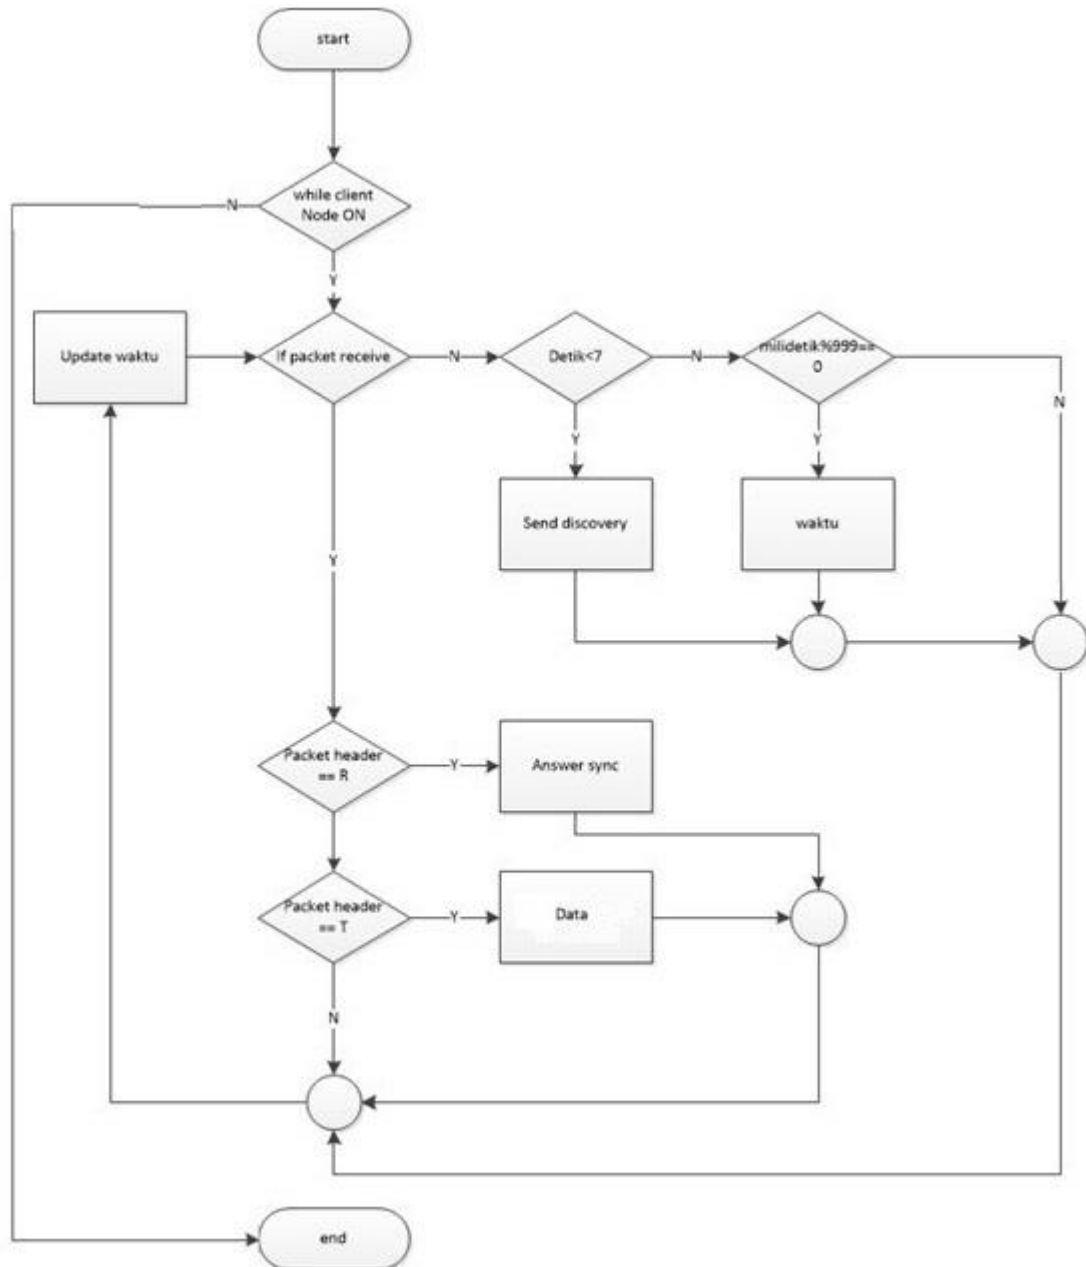 start
while client
Node ON
N
Y
Update waktu
If packet receive
N
Detik<7
N
milidetik%999==
0
N
Y
Y
Send discovery
waktu
Y
Packet header
== R
Y
Answer sync
Packet header
== T
Y
Data
N
end